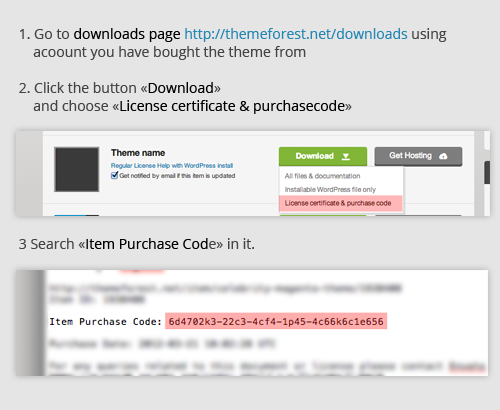 1. Go to downloads page http://themeforest.net/downloads using
acoount you have bought the theme from
2. Click the button «Download»
and choose «License certificate & purchasecode»
Theme name
Regular License Help with WordPress install
Get notified by email if this item is updated
Download
Get Hosting
All files & documentation
Installable WordPress file only
License certificate & purchase code
3 Search «Item Purchase Code» in it.
Item Purchase Code: 6d4702k3-22c3-4cf4-1p45-4c66k6c1e656